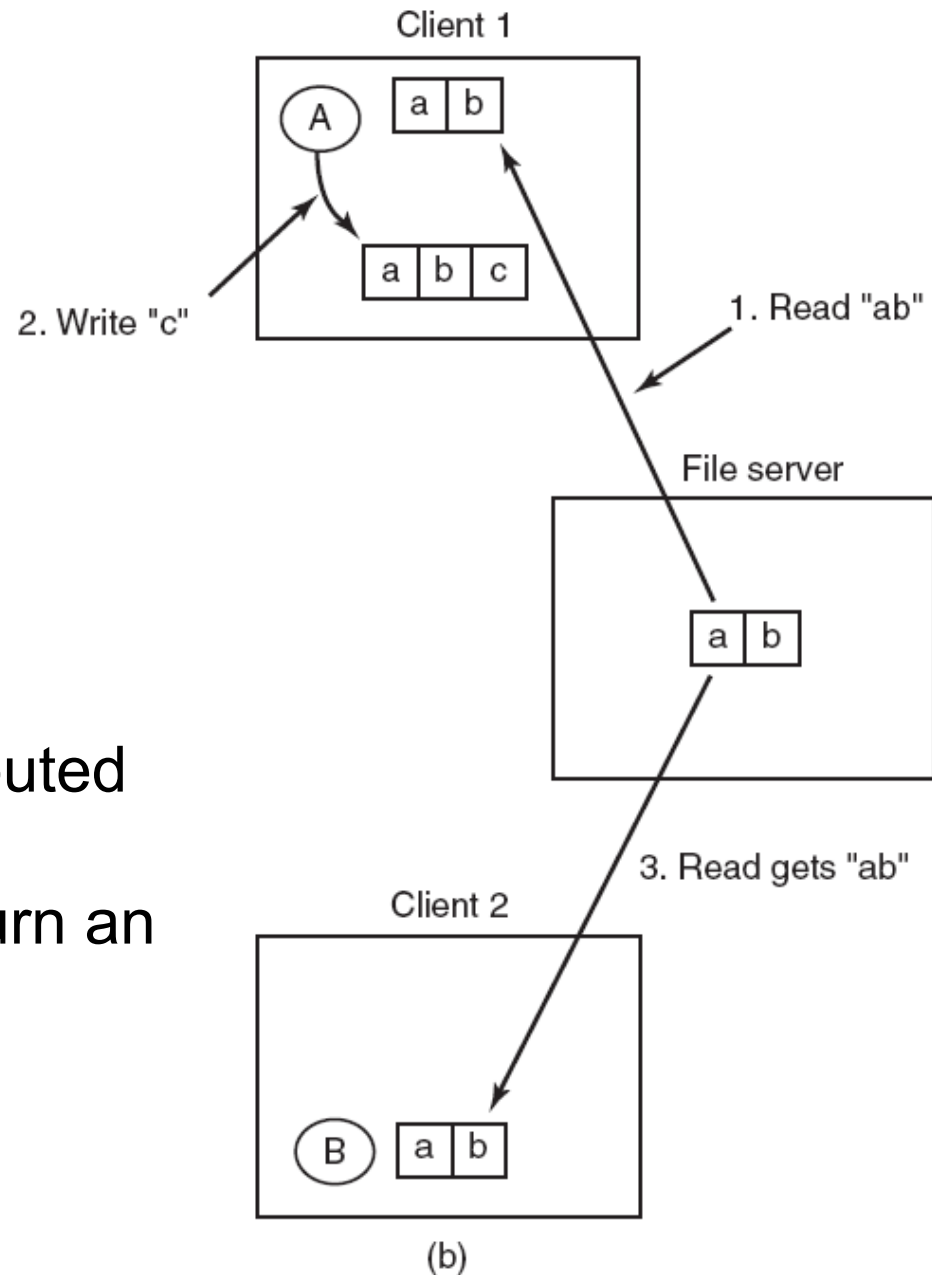 Client 1
A
a b
a b c
2. Write "c"
1. Read "ab"
File server
a b
3. Read gets "ab"
Client 2
B
a b
(b)